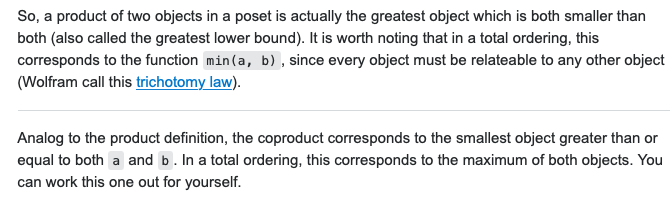 So, a product of two objects in a poset is actually the greatest object which is both smaller than
both (also called the greatest lower bound). It is worth noting that in a total ordering, this
corresponds to the function min(a, b), since every object must be relateable to any other object
(Wolfram call this trichotomy law).
Analog to the product definition, the coproduct corresponds to the smallest object greater than or
equal to both a and b. In a total ordering, this corresponds to the maximum of both objects. You
can work this one out for yourself.